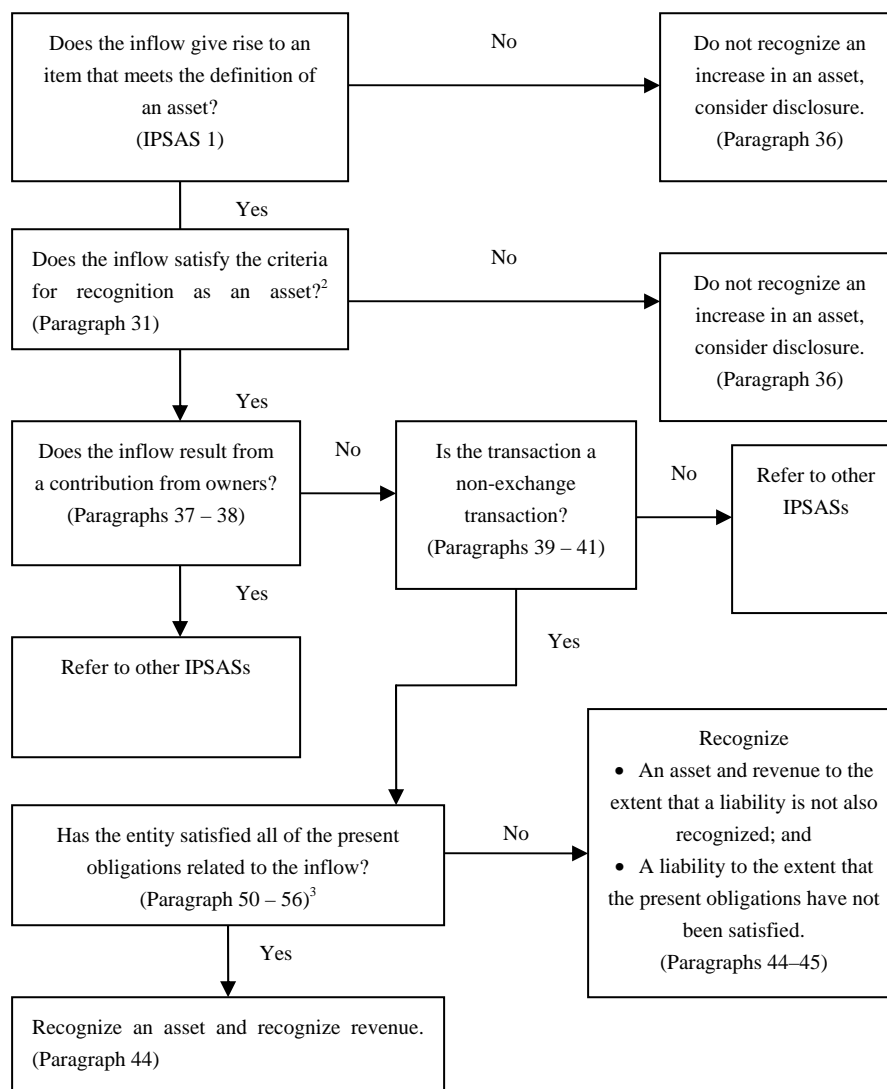 Does the inflow give rise to an
item that meets the definition of
an asset?
(IPSAS 1)
No
Do not recognize an
increase in an asset,
consider disclosure.
(Paragraph 36)
Yes
Does the inflow satisfy the criteria
for recognition as an asset?2
(Paragraph 31)
No
Do not recognize an
increase in an asset,
consider disclosure.
(Paragraph 36)
Yes
Does the inflow result from
a contribution from owners?
(Paragraphs 37 – 38)
No
Is the transaction a
non-exchange
transaction?
(Paragraphs 39 – 41)
No
Refer to other
IPSASs
Yes
Refer to other IPSASs
Yes
Has the entity satisfied all of the present
obligations related to the inflow?
(Paragraph 50 – 56)3
No
Recognize
• An asset and revenue to the
extent that a liability is not also
recognized; and
• A liability to the extent that
the present obligations have not
been satisfied.
(Paragraphs 44–45)
Yes
Recognize an asset and recognize revenue.
(Paragraph 44)